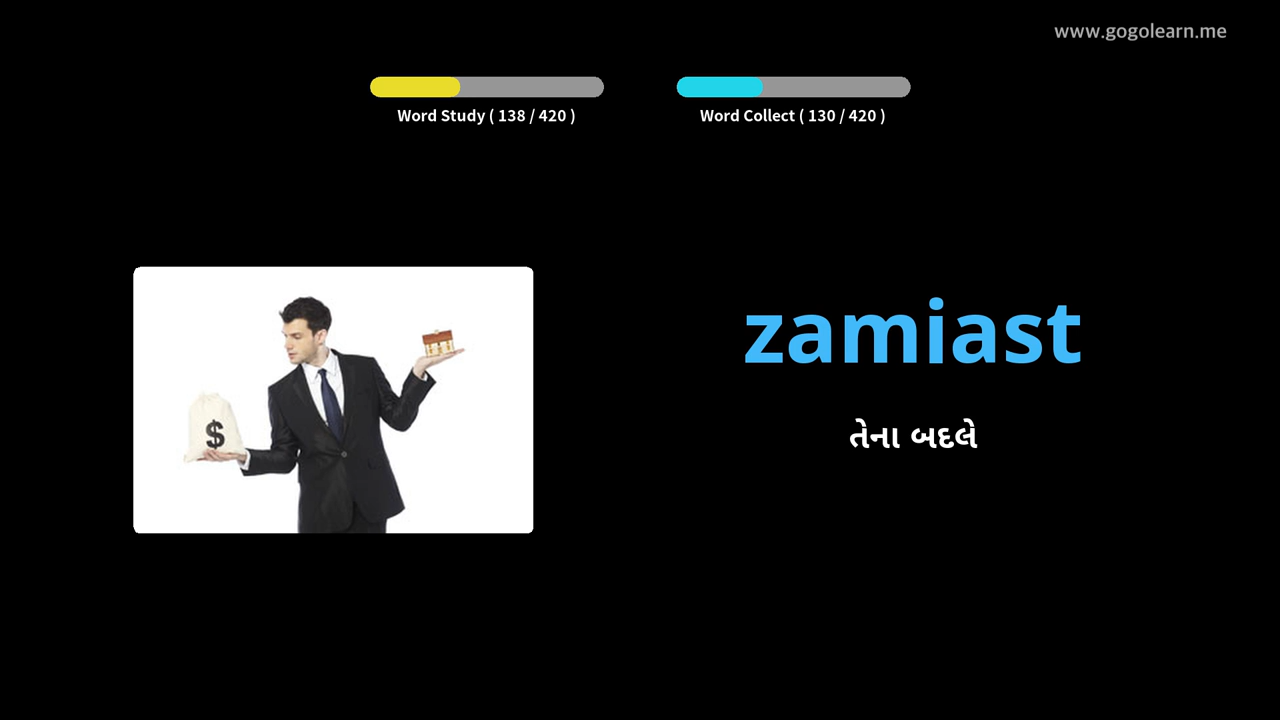 www.gogolearn.me
Word Study ( 138 / 420 )
Word Collect ( 130 / 420 )
$
zamiast
તેના બદલે